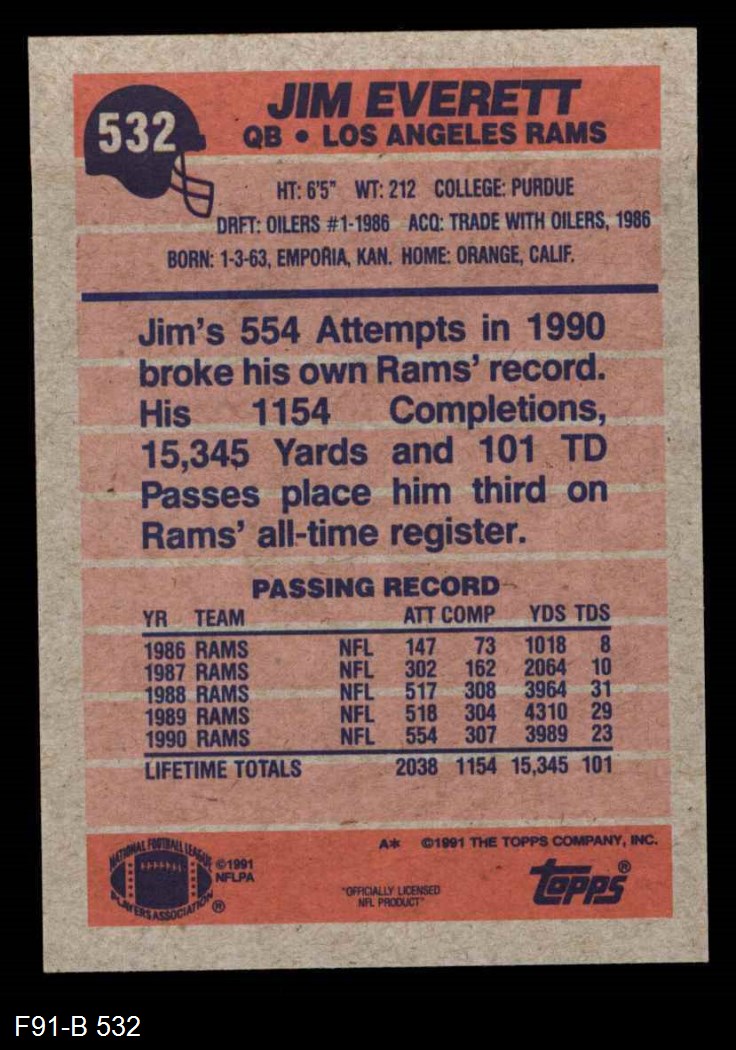 532
JIM EVERETT
QB • LOS ANGELES RAMS
HT: 6'5" WT: 212 COLLEGE: PURDUE
DRFT: OILERS #1-1986 ACQ: TRADE WITH OILERS, 1986
BORN: 1-3-63, EMPORIA, KAN. HOME: ORANGE, CALIF.
Jim's 554 Attempts in 1990
broke his own Rams' record.
His 1154 Completions,
15,345 Yards and 101 TD
Passes place him third on
Rams' all-time register.
PASSING RECORD
YR TEAM ATT COMP YDS TDS
1986 RAMS NFL 147 73 1018 8
1987 RAMS NFL 302 162 2064 10
1988 RAMS NFL 517 308 3964 31
1989 RAMS NFL 518 304 4310 29
1990 RAMS NFL 554 307 3989 23
LIFETIME TOTALS 2038 1154 15,345 101
A* ©1991 THE TOPPS COMPANY, INC.
NATIONAL FOOTBALL LEAGUE
PLAYERS ASSOCIATION ®
©1991
NFLPA
"OFFICIALLY LICENSED
NFL PRODUCT"
topps ®
F91-B 532